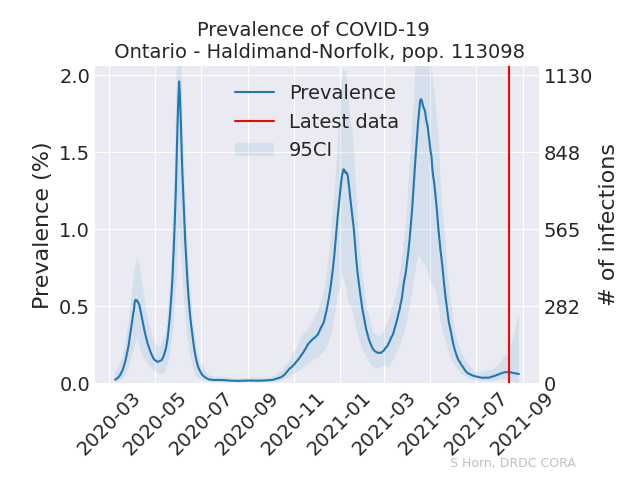 Prevalence of COVID-19
Ontario - Haldimand-Norfolk, pop. 113098
Prevalence (%)
2.0
1.5
1.0
0.5
0.0
Prevalence
Latest data
95CI
1130
848
565
282
0
# of infections
2020-03
2020-05
2020-07
2020-09
2020-11
2021-01
2021-03
2021-05
2021-07
2021-09
S Horn, DRDC CORA